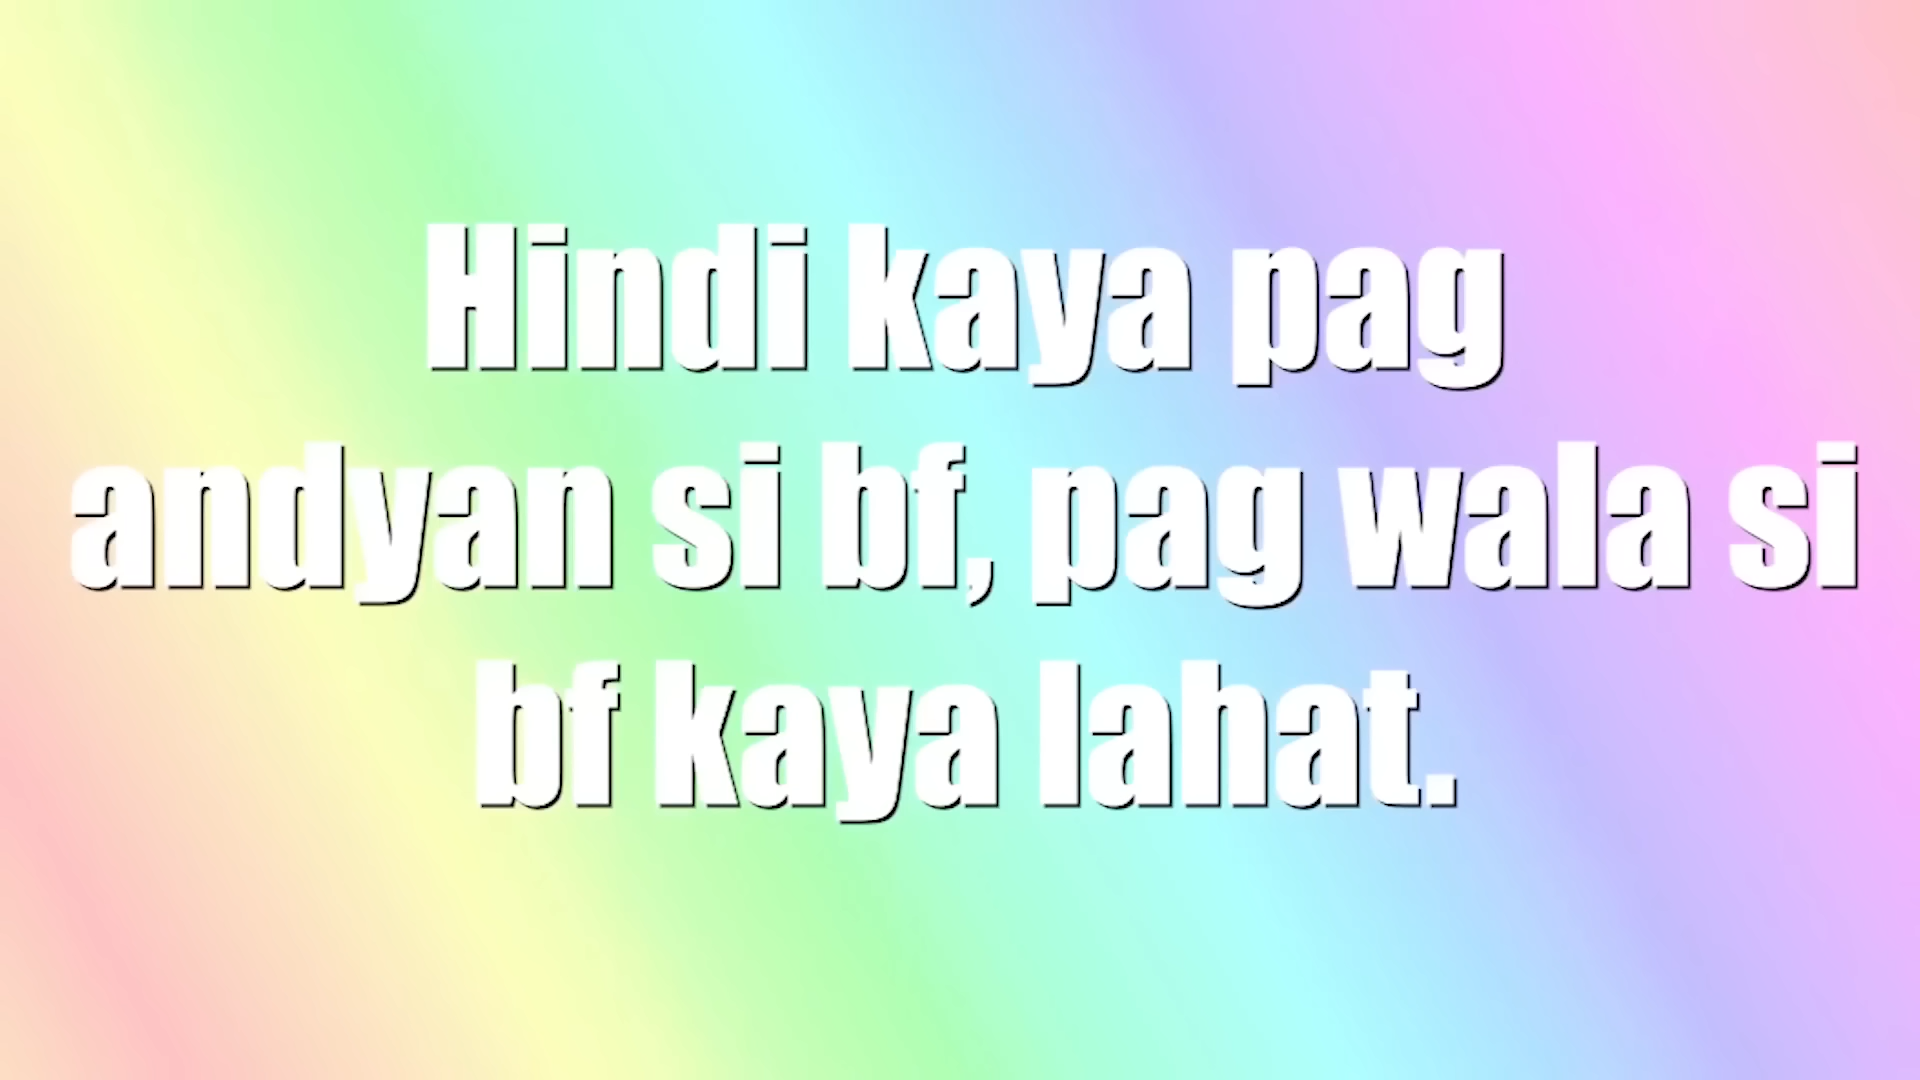 Hindi kaya pag
andyan si bf, pag wala si
bf kaya lahat.